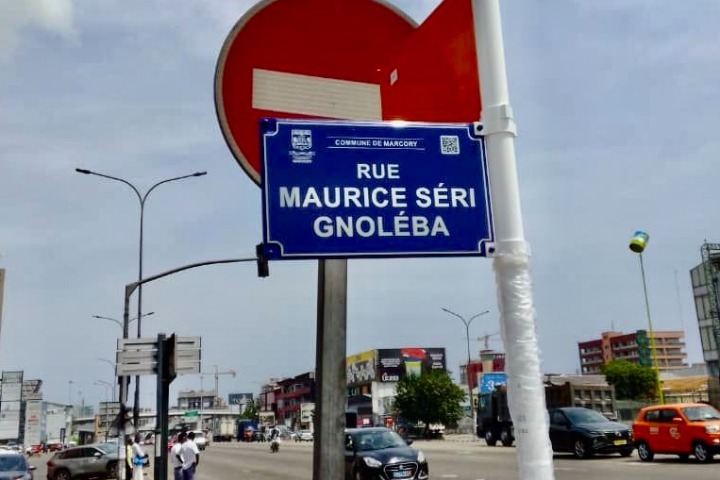 COMMUNE DE MARCORY
RUE
MAURICE SÉRI
GNOLÉBA